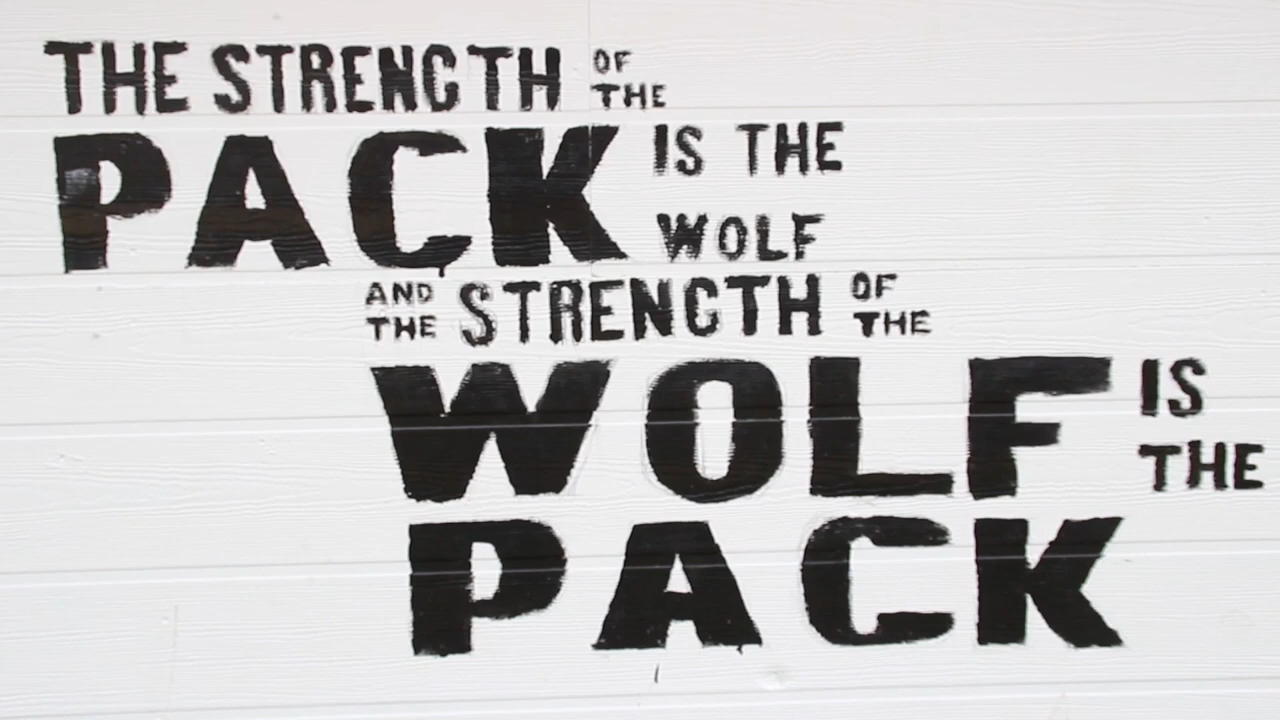 THE STRENGTH OF THE
PACK IS THE WOLF
AND THE STRENGTH OF THE
WOLF IS THE
PACK